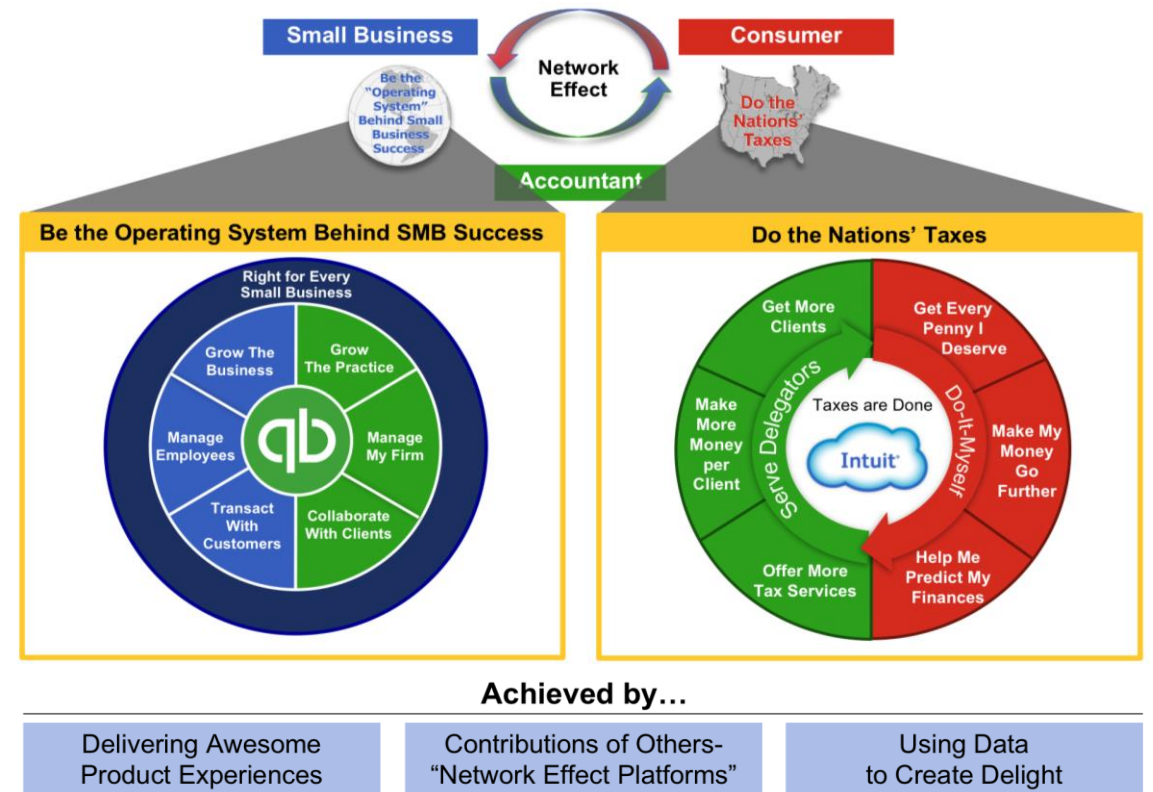 Small Business
Network
Effect
Consumer
Be the
"Operating
System"
Behind Small
Business
Success
Do the
Nations'
Taxes
Accountant
Be the Operating System Behind SMB Success
Right for Every
Small Business
Grow The
Business
Grow
The Practice
Manage
Employees
qb
Manage
My Firm
Transact
With
Customers
Collaborate
With Clients
Do the Nations' Taxes
Get More
Clients
Get Every
Penny I
Deserve
Make
More
Money
per
Client
Serve Delegators
Taxes are Done
Intuit
Do-It-Myself
Make My
Money
Go
Further
Offer More
Tax Services
Help Me
Predict My
Finances
Achieved by…
Delivering Awesome
Product Experiences
Contributions of Others-
“Network Effect Platforms”
Using Data
to Create Delight